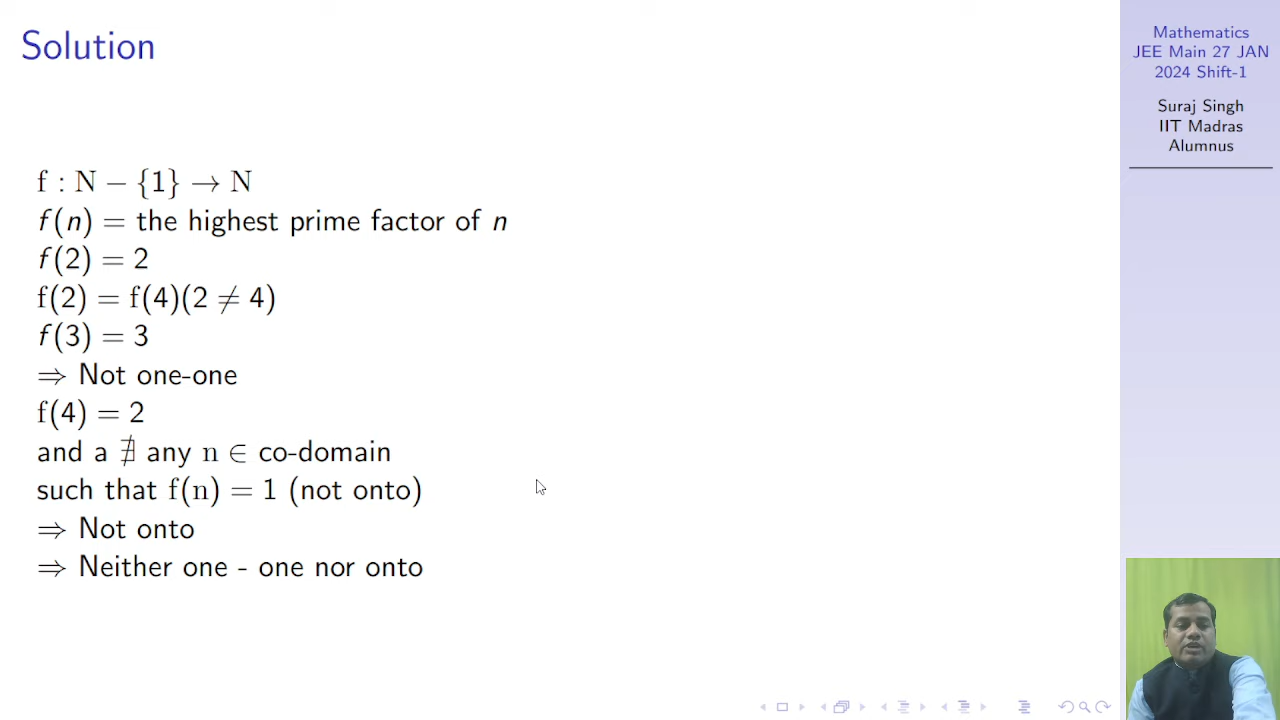 Solution
f : N − {1} → N
f(n) = the highest prime factor of n
f(2) = 2
f(2) = f(4)(2 ≠ 4)
f(3) = 3
⇒ Not one-one
f(4) = 2
and a ∄ any n ∈ co-domain
such that f(n) = 1 (not onto)
⇒ Not onto
⇒ Neither one - one nor onto
Mathematics
JEE Main 27 JAN
2024 Shift-1
Suraj Singh
IIT Madras
Alumnus